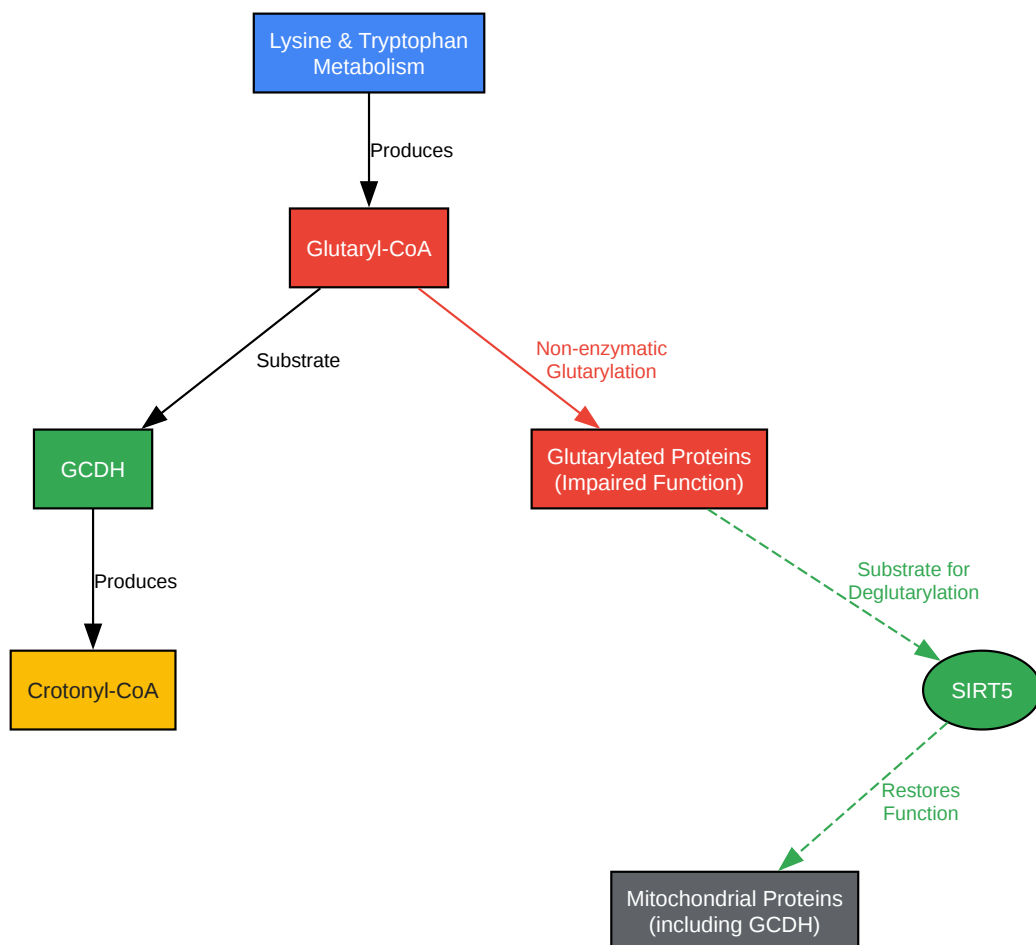 Lysine & Tryptophan
Metabolism
Produces
Glutaryl-CoA
Substrate
Non-enzymatic
Glutarylation
GCDH
Glutarylated Proteins
(Impaired Function)
Produces
Substrate for
Deglutarylation
Crotonyl-CoA
SIRT5
Restores
Function
Mitochondrial Proteins
(including GCDH)